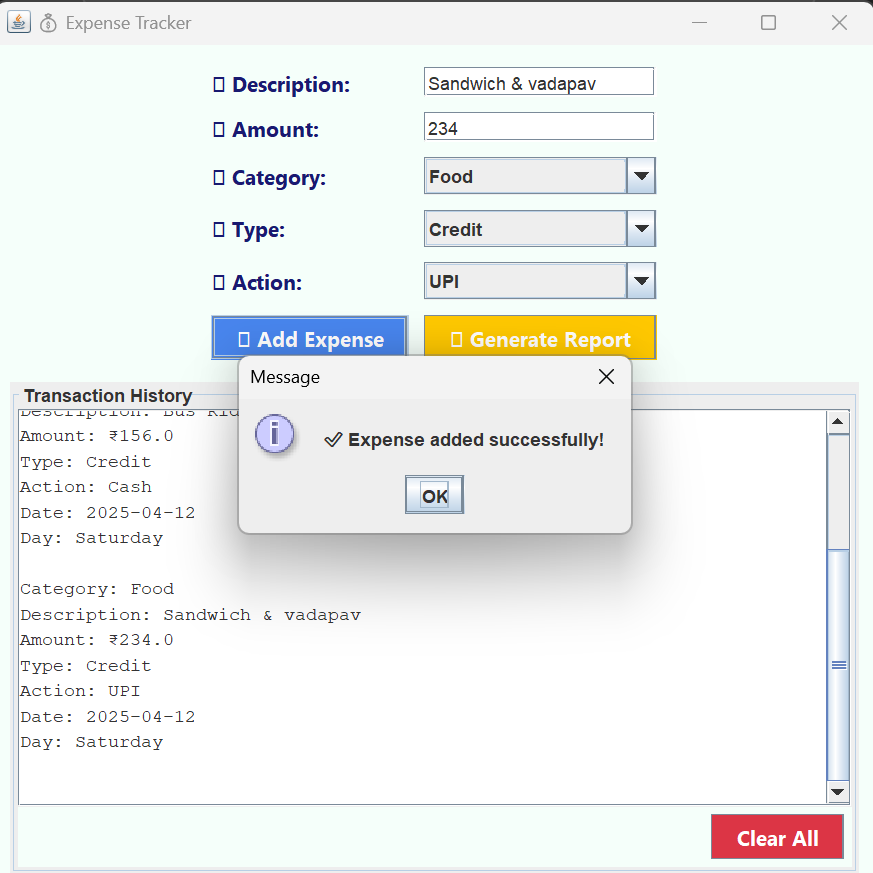 Expense Tracker
Description: Sandwich & vadapav
Amount: 234
Category: Food
Type: Credit
Action: UPI
Add Expense Generate Report
Message
✓ Expense added successfully!
OK
Transaction History
Description: Bus Rid
Amount: ₹156.0
Type: Credit
Action: Cash
Date: 2025-04-12
Day: Saturday
Category: Food
Description: Sandwich & vadapav
Amount: ₹234.0
Type: Credit
Action: UPI
Date: 2025-04-12
Day: Saturday
Clear All